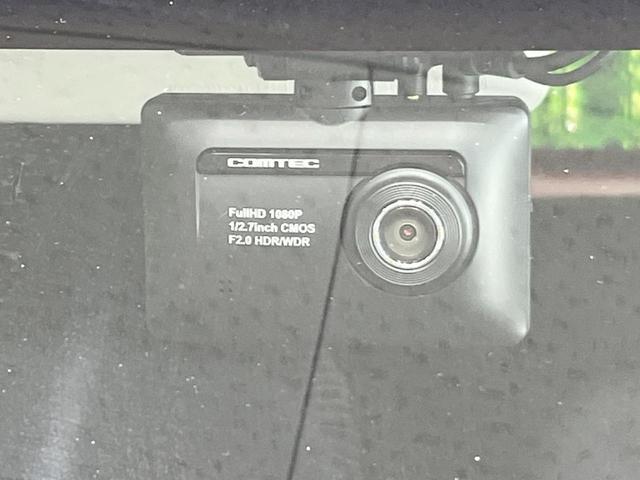 COMTEC
FullHD 1080P
1/2.7inch CMOS
F2.0 HDR/WDR